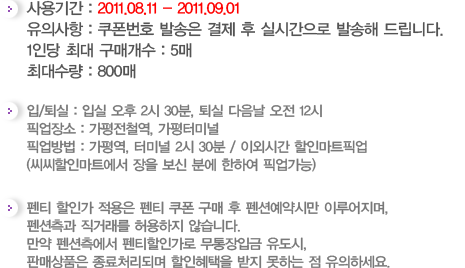 사용기간 : 2011.08.11 - 2011.09.01
유의사항 : 쿠폰번호 발송은 결제 후 실시간으로 발송해 드립니다.
1인당 최대 구매개수 : 5매
최대수량 : 800매
입/퇴실 : 입실 오후 2시 30분, 퇴실 다음날 오전 12시
픽업장소 : 가평전철역, 가평터미널
픽업방법 : 가평역, 터미널 2시 30분 / 이외시간 할인마트픽업
(씨씨할인마트에서 장을 보신 분에 한하여 픽업가능)
펜티 할인가 적용은 펜티 쿠폰 구매 후 펜션예약시만 이루어지며,
펜션측과 직거래를 허용하지 않습니다.
만약 펜션측에서 펜티할인가로 무통장입금 유도시,
판매상품은 종료처리되며 할인혜택을 받지 못하는 점 유의하세요.